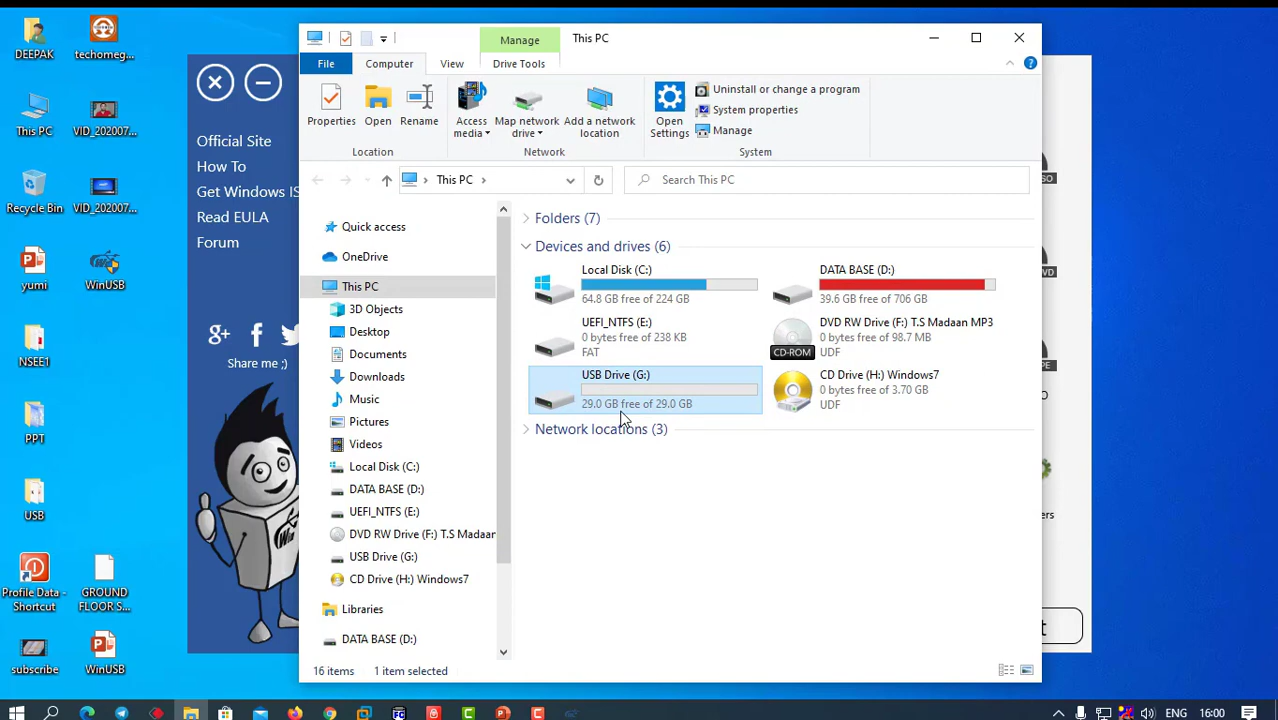 DEEPAK
techomeg...
This PC
VID_202007...
Recycle Bin
VID_202007...
yumi
WinUSB
NSEE1
PPT
USB
Profile Data -
Shortcut
GROUND
FLOOR S...
subscribe
WinUSB
Official Site
How To
Get Windows IS
Read EULA
Forum
Share me ;)
Manage
This PC
File
Computer
View
Drive Tools
Properties
Open
Rename
Location
Access
media
Map network
drive
Add a network
location
Network
Open
Settings
Uninstall or change a program
System properties
Manage
System
This PC
Search This PC
Quick access
OneDrive
This PC
3D Objects
Desktop
Documents
Downloads
Music
Pictures
Videos
Local Disk (C:)
DATA BASE (D:)
UEFI_NTFS (E:)
DVD RW Drive (F:) T.S Madaan
USB Drive (G:)
CD Drive (H:) Windows7
Libraries
DATA BASE (D:)
Folders (7)
Devices and drives (6)
Local Disk (C:)
64.8 GB free of 224 GB
DATA BASE (D:)
39.6 GB free of 706 GB
UEFI_NTFS (E:)
0 bytes free of 238 KB
FAT
DVD RW Drive (F:) T.S Madaan MP3
0 bytes free of 98.7 MB
UDF
CD-ROM
USB Drive (G:)
29.0 GB free of 29.0 GB
CD Drive (H:) Windows7
0 bytes free of 3.70 GB
UDF
Network locations (3)
16 items
1 item selected
ENG
16:00